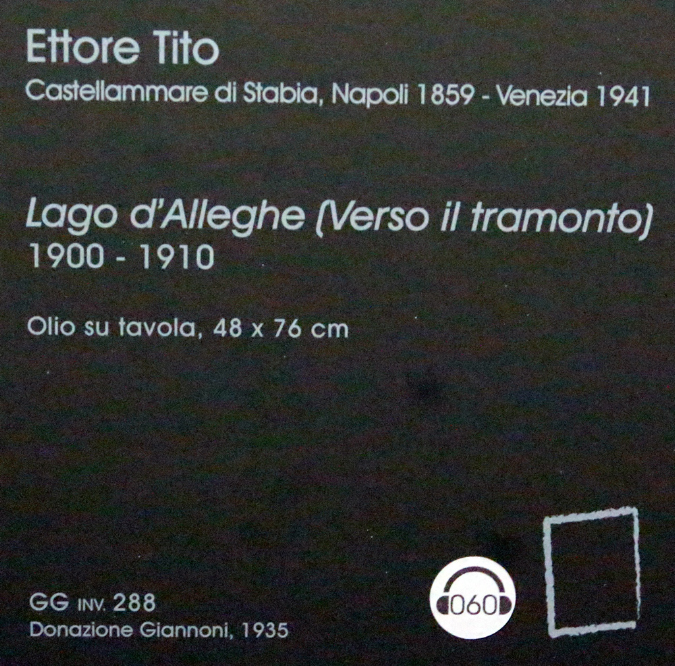 Ettore Tito
Castellammare di Stabia, Napoli 1859 - Venezia 1941
Lago d'Alleghe (Verso il tramonto)
1900 - 1910
Olio su tavola, 48 x 76 cm
GG INV. 288
Donazione Giannoni, 1935
060